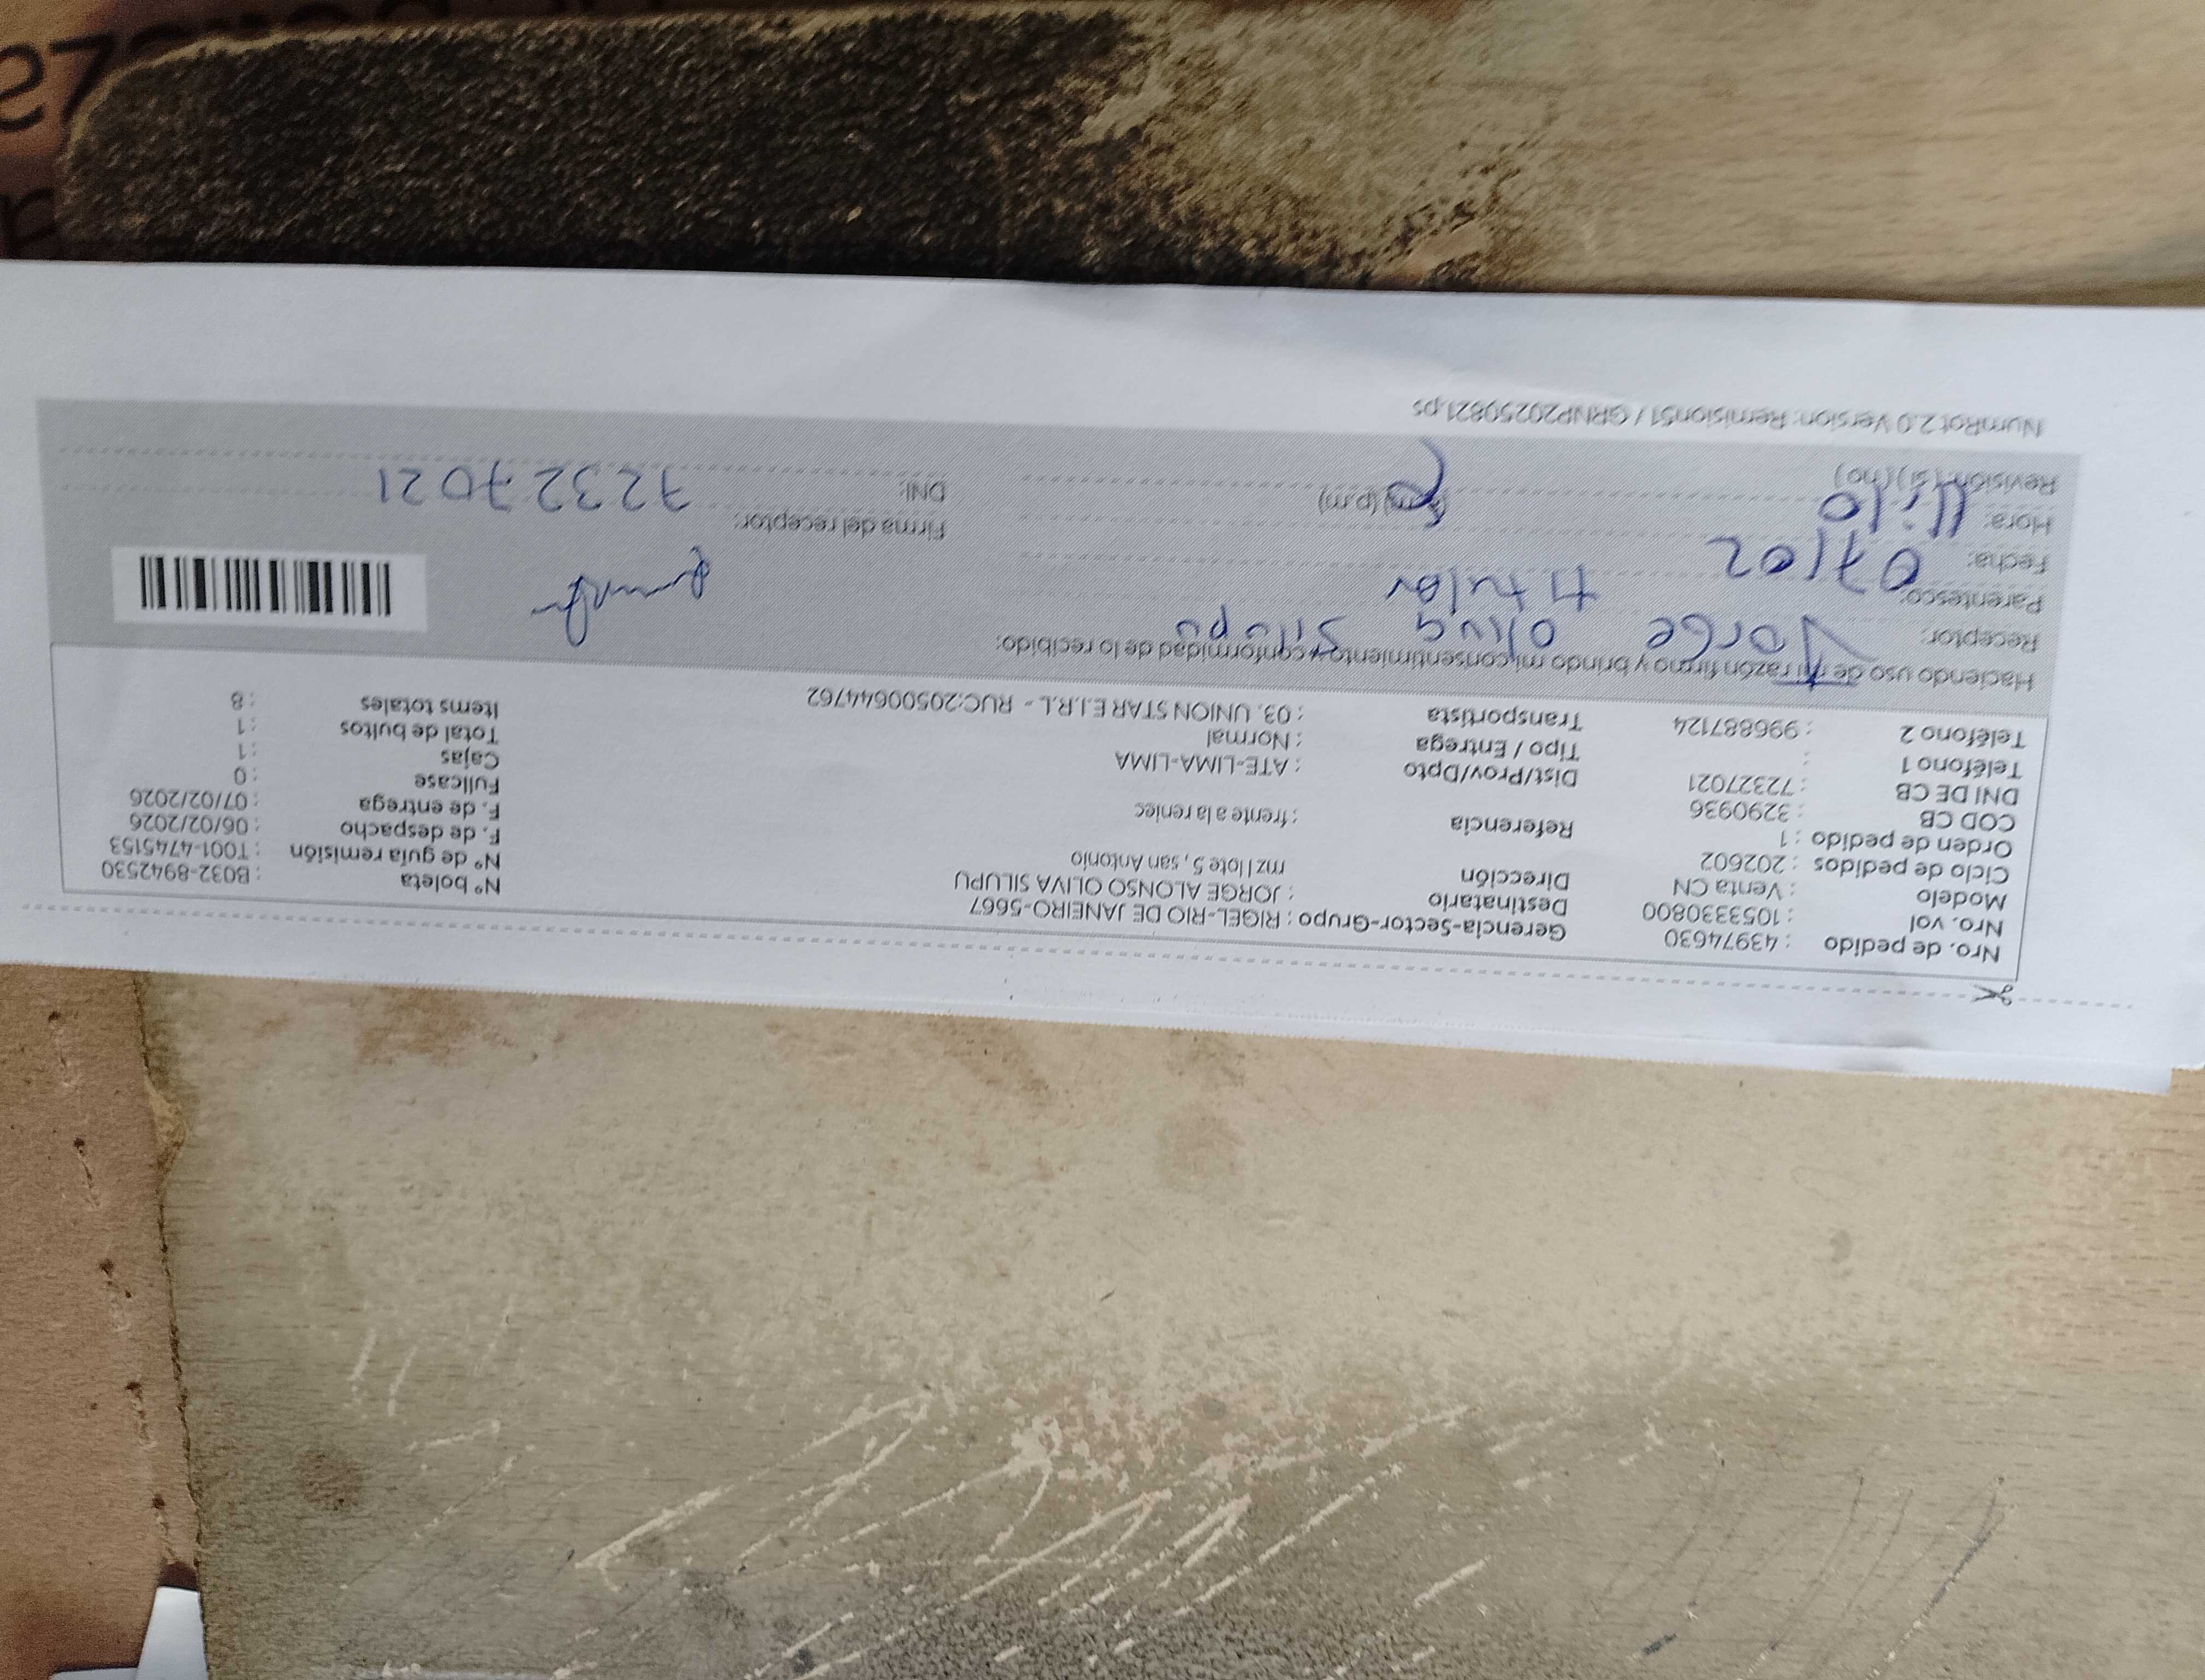 Nro. de pedido : 43974630
Nro. vol : 105330800
Modelo : Venta CN
Ciclo de pedidos : 202602
Orden de pedido : 1
COD CB : 3290936
DNI DE CB : 72327021
Teléfono 1 :
Teléfono 2 : 996887124
Gerencia-Sector-Grupo : RIGEL-RIO DE JANEIRO-5667
Destinatario : JORGE ALONSO OLIVA SILUPU
Dirección mz l lote 5 , san Antonio
Referencia : frente a la reniec
Dist/Prov/Dpto : ATE-LIMA-LIMA
Tipo / Entrega : Normal
Transportista : 03. UNION STAR E.I.R.L - RUC:20500644762
Nº boleta : B032-8942530
Nº de guía remisión : T001-4745153
F. de despacho : 06/02/2026
F. de entrega : 07/02/2026
Fullcase : 0
Cajas : 1
Total de bultos : 1
Items totales : 8
Haciendo uso de mi razón firmo y brindo mi consentimiento y conformidad de lo recibido:
Receptor: Jorge oliva silupu
Parentesco: titular
Fecha: 07/02
Hora: 11:10 (a.m) (p.m)
Revisión: (si) (no)
Firma del receptor:
DNI: 72327021
NumRot 2.0 Version: Remision51 / GRNP20250821.ps